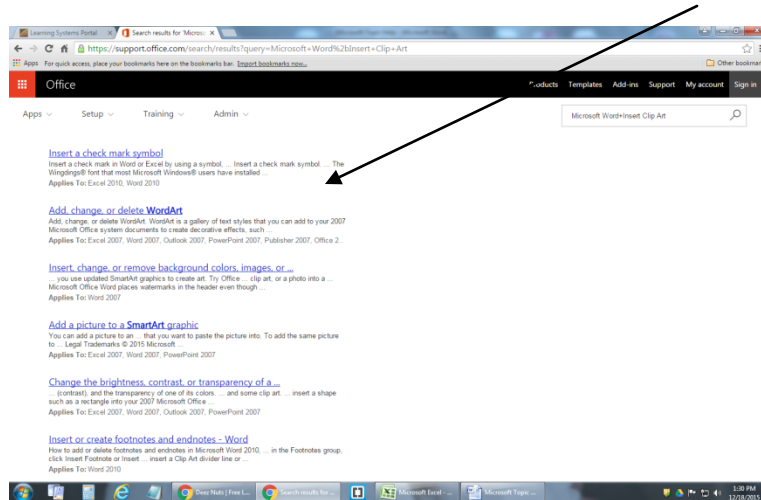 Learning Systems Portal
Search results for 'Micros
https://support.office.com/search/results?query=Microsoft+Word%2bInsert+Clip+Art
Apps For quick access, place your bookmarks here on the bookmarks bar. Import bookmarks now...
Other bookmar
Office
Products Templates Add-ins Support My account Sign in
Apps Setup Training Admin
Microsoft Word+Insert Clip Art
Insert a check mark symbol
Insert a check mark in Word or Excel by using a symbol, ... Insert a check mark symbol. ... The
Wingdings® font that most Microsoft Windows® users have installed ...
Applies To: Excel 2010, Word 2010
Add, change, or delete WordArt
Add, change, or delete WordArt. WordArt is a gallery of text styles that you can add to your 2007
Microsoft Office system documents to create decorative effects, such ...
Applies To: Excel 2007, Word 2007, Outlook 2007, PowerPoint 2007, Publisher 2007, Office 2...
Insert, change, or remove background colors, images, or ...
... you use updated SmartArt graphics to create art. Try Office ... clip art, or a photo into a ...
Microsoft Office Word places watermarks in the header even though ...
Applies To: Word 2007
Add a picture to a SmartArt graphic
You can add a picture to an ... that you want to paste the picture into. To add the same picture
to ... Legal Trademarks © 2015 Microsoft ...
Applies To: Excel 2007, Word 2007, PowerPoint 2007
Change the brightness, contrast, or transparency of a ...
... (contrast), and the transparency of one of its colors. ... and some clip art. ... insert a shape
such as a rectangle into your 2007 Microsoft Office ...
Applies To: Excel 2007, Word 2007, Outlook 2007, PowerPoint 2007
Insert or create footnotes and endnotes - Word
How to add or delete footnotes and endnotes in Microsoft Word 2010, ... in the Footnotes group,
click Insert Footnote or Insert ... insert a Clip Art divider line or ...
Applies To: Word 2010
Deez Nuts | Free L...
Search results for ...
Microsoft Excel - ...
Microsoft Topic ...
1:30 PM
12/18/2015